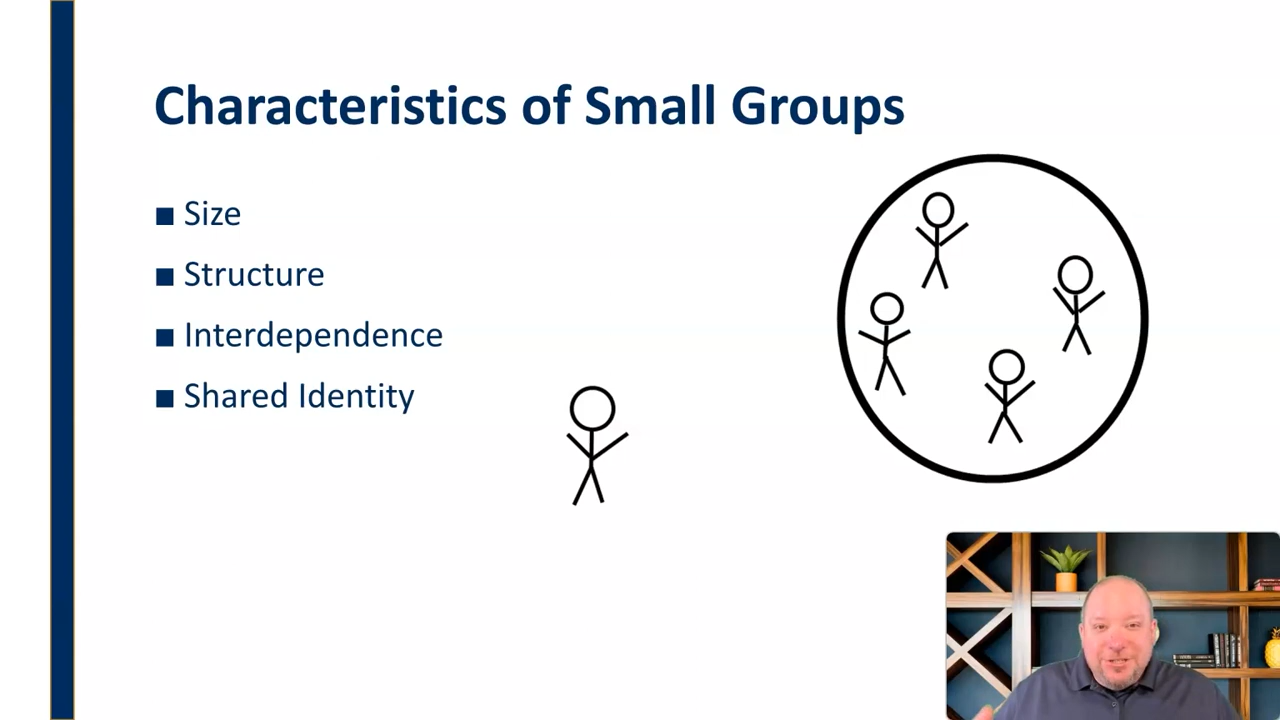 Characteristics of Small Groups
■ Size
■ Structure
■ Interdependence
■ Shared Identity